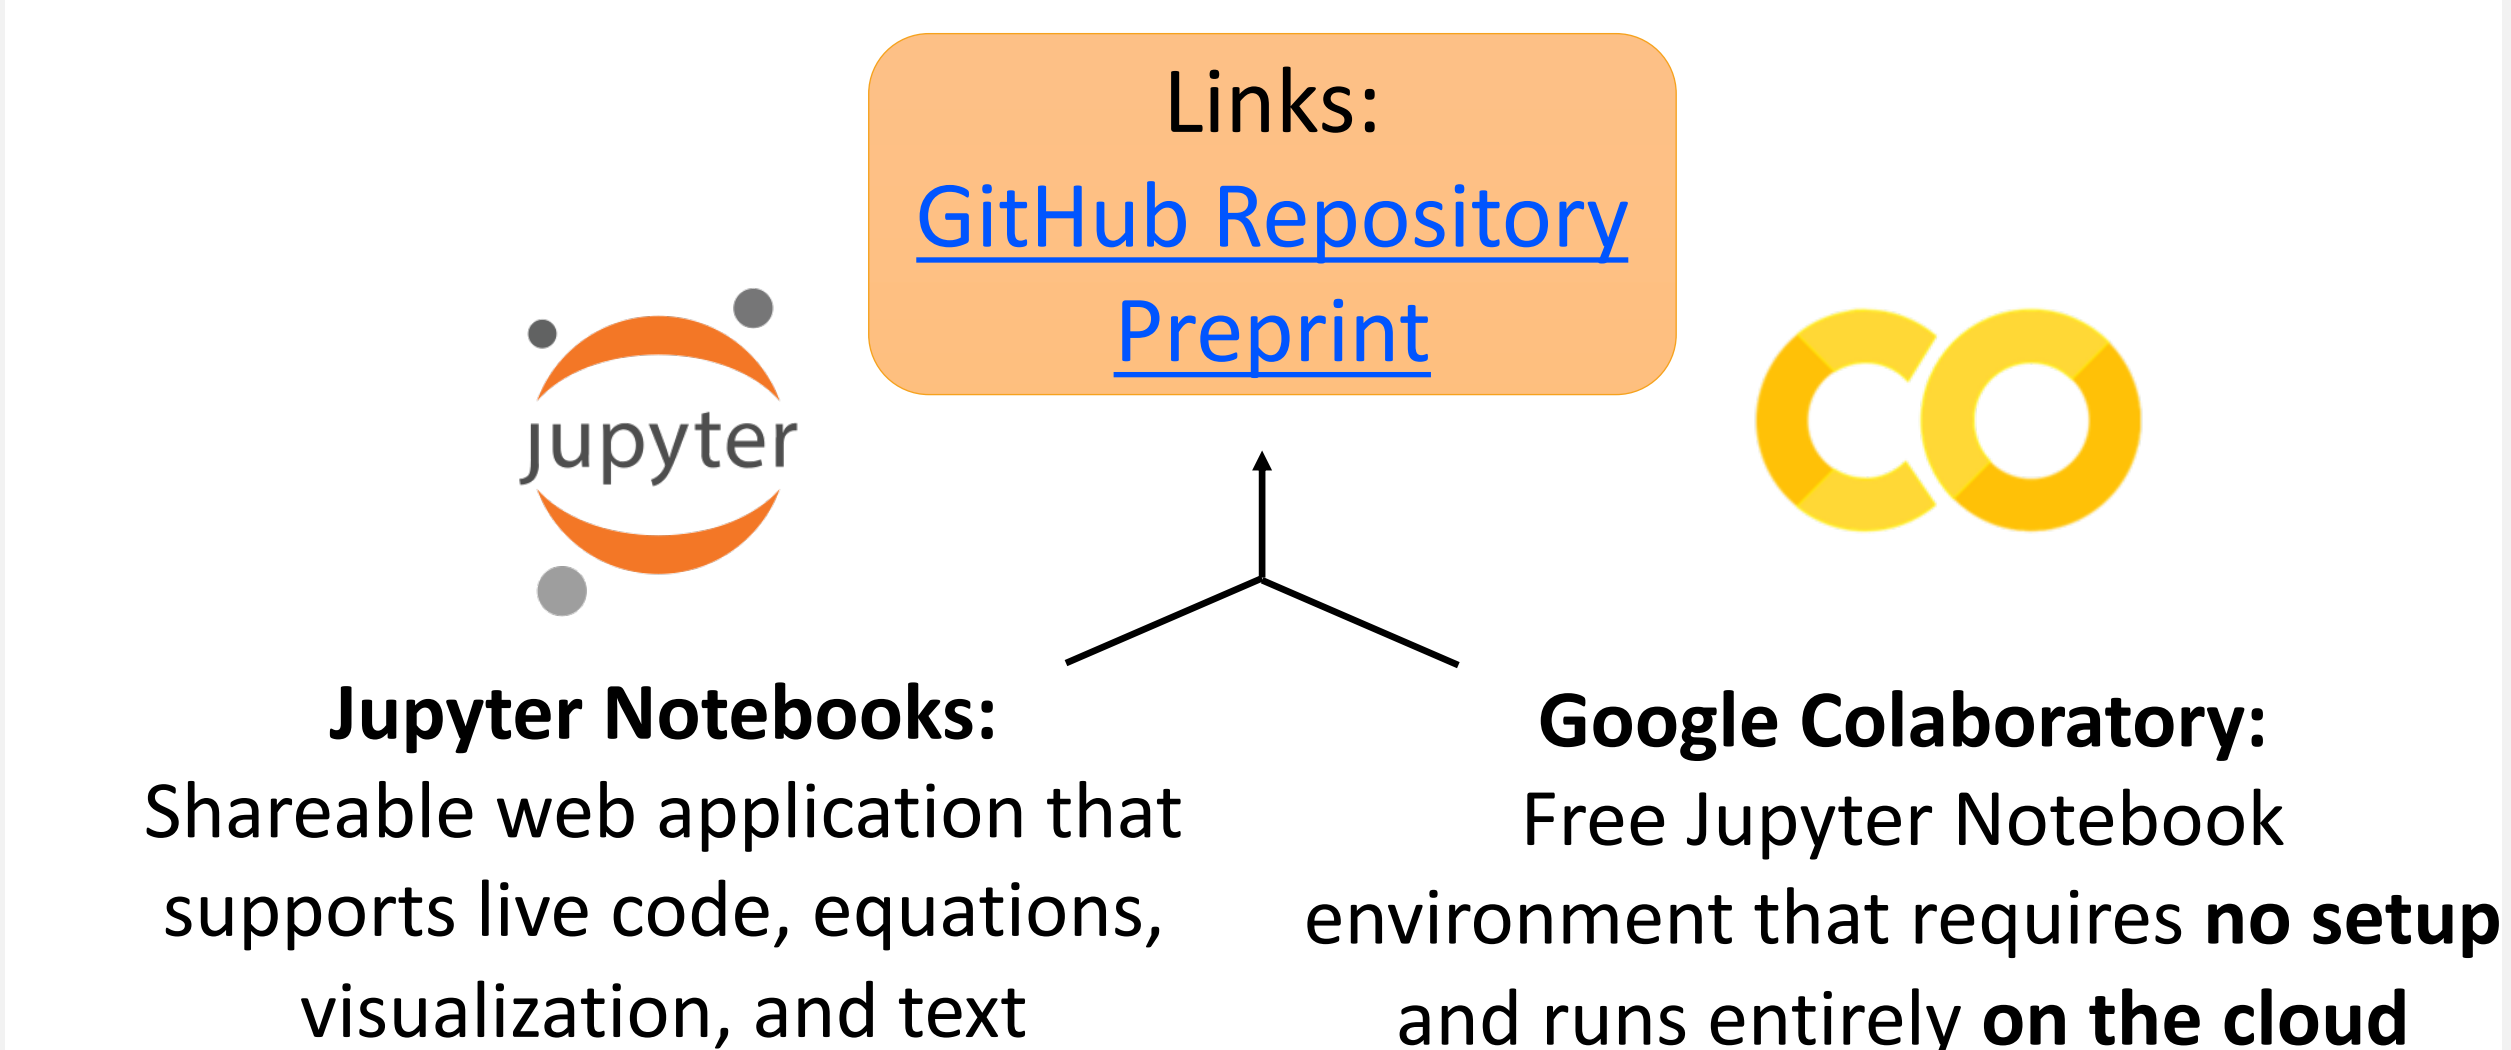 Links:
GitHub Repository
Preprint
jupyter
CO
Jupyter Notebooks:
Shareable web application that
supports live code, equations,
visualization, and text
Google Colaboratory:
Free Jupyter Notebook
environment that requires no setup
and runs entirely on the cloud